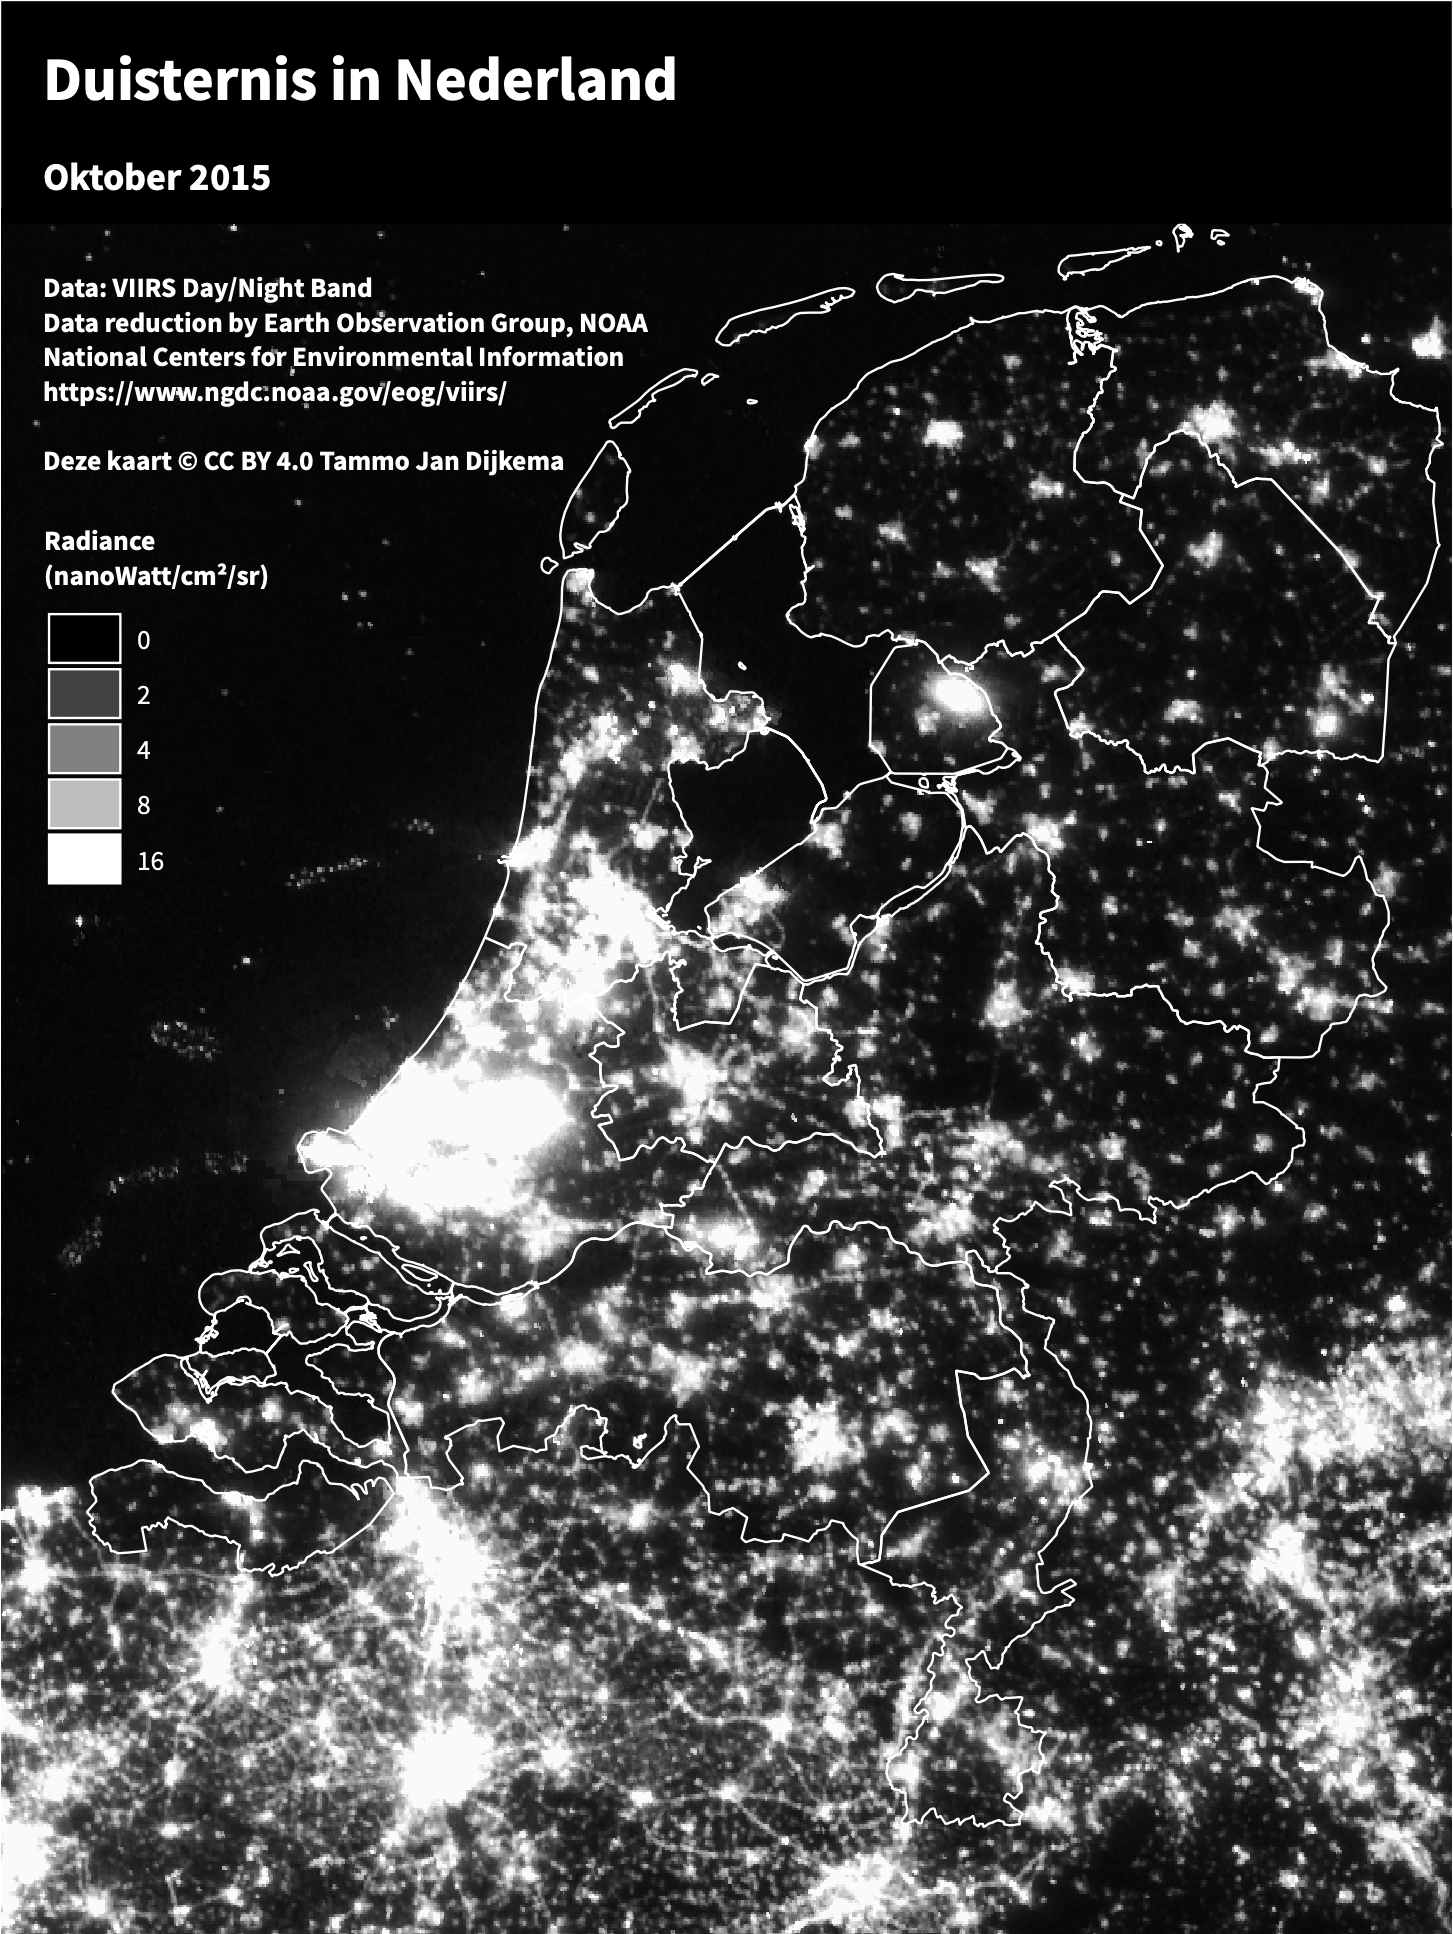 Duisternis in Nederland
Oktober 2015
Data: VIIRS Day/Night Band
Data reduction by Earth Observation Group, NOAA
National Centers for Environmental Information
https://www.ngdc.noaa.gov/eog/viirs/
Deze kaart © CC BY 4.0 Tammo Jan Dijkema
Radiance
(nanoWatt/cm²/sr)
0
2
4
8
16